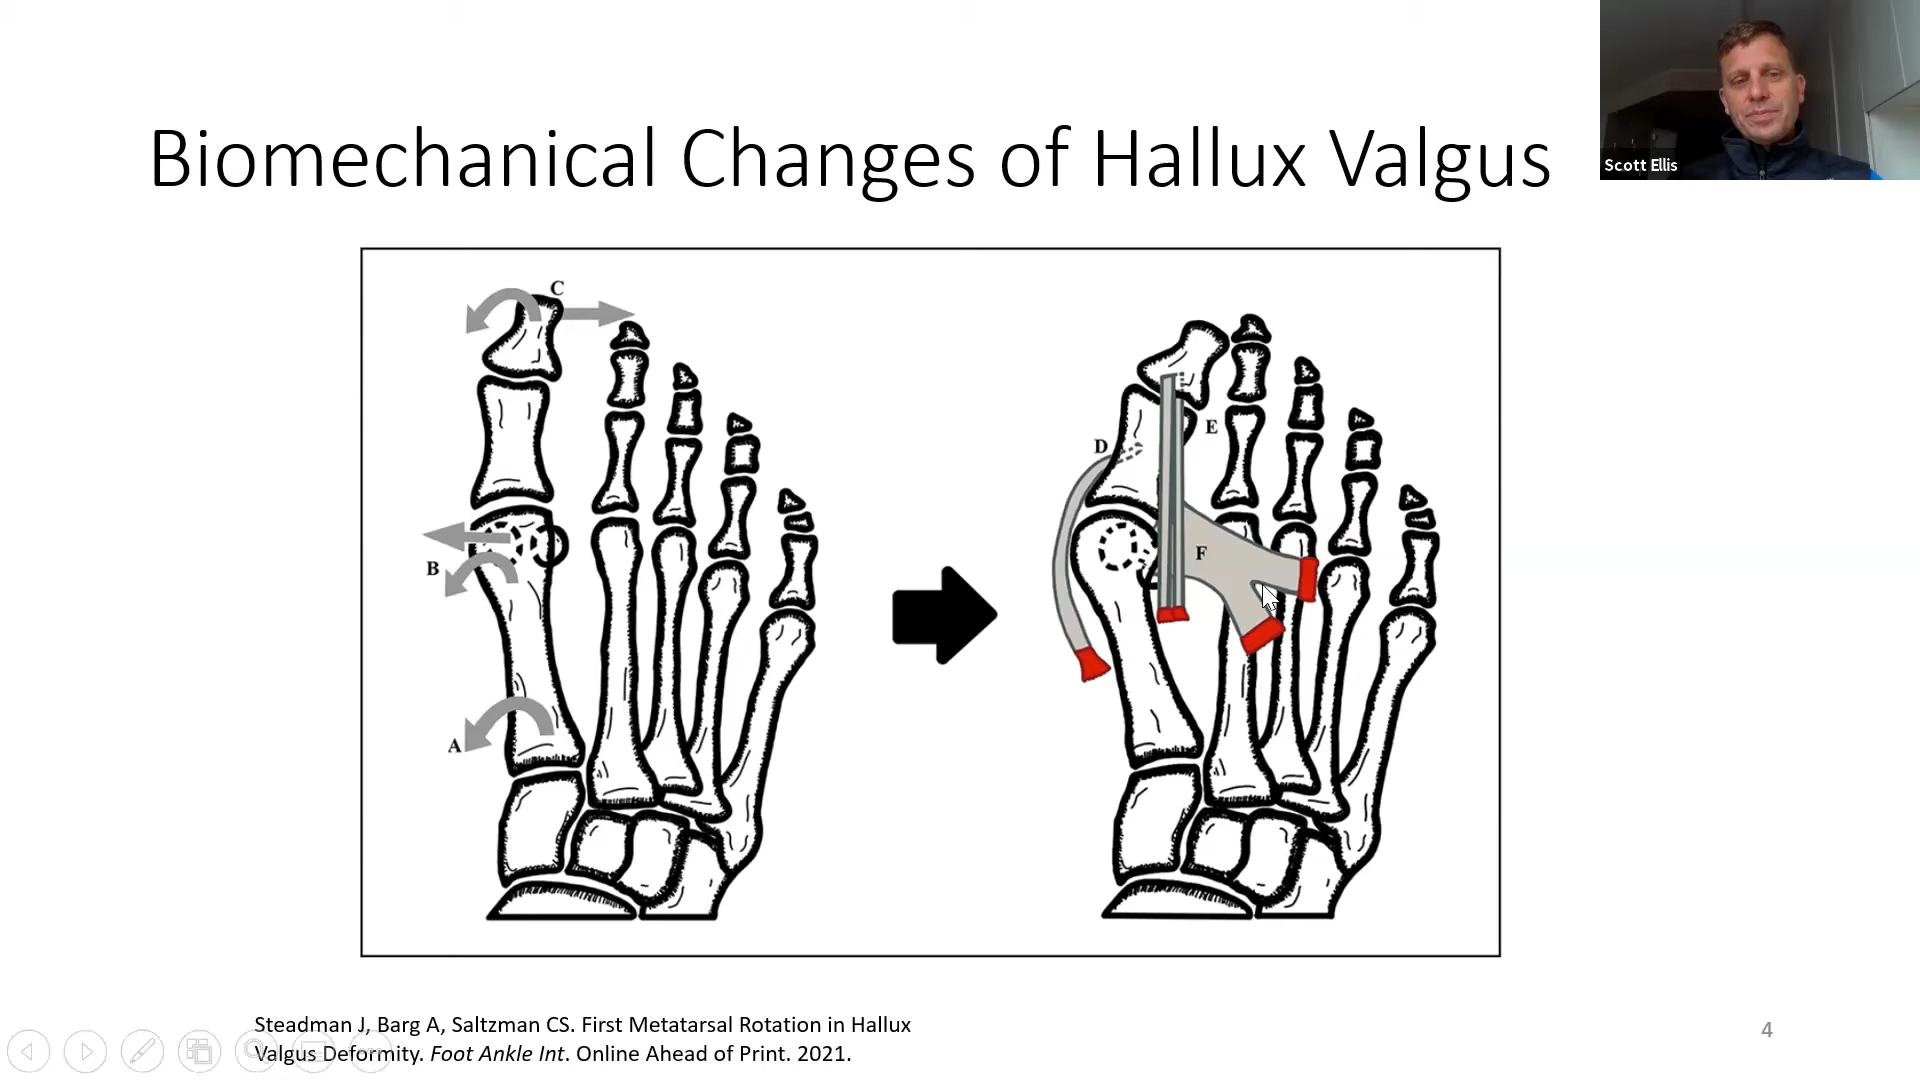 Biomechanical Changes of Hallux Valgus
Scott Ellis
C
B
A
D
E
F
Steadman J, Barg A, Saltzman CS. First Metatarsal Rotation in Hallux
Valgus Deformity. Foot Ankle Int. Online Ahead of Print. 2021.
4